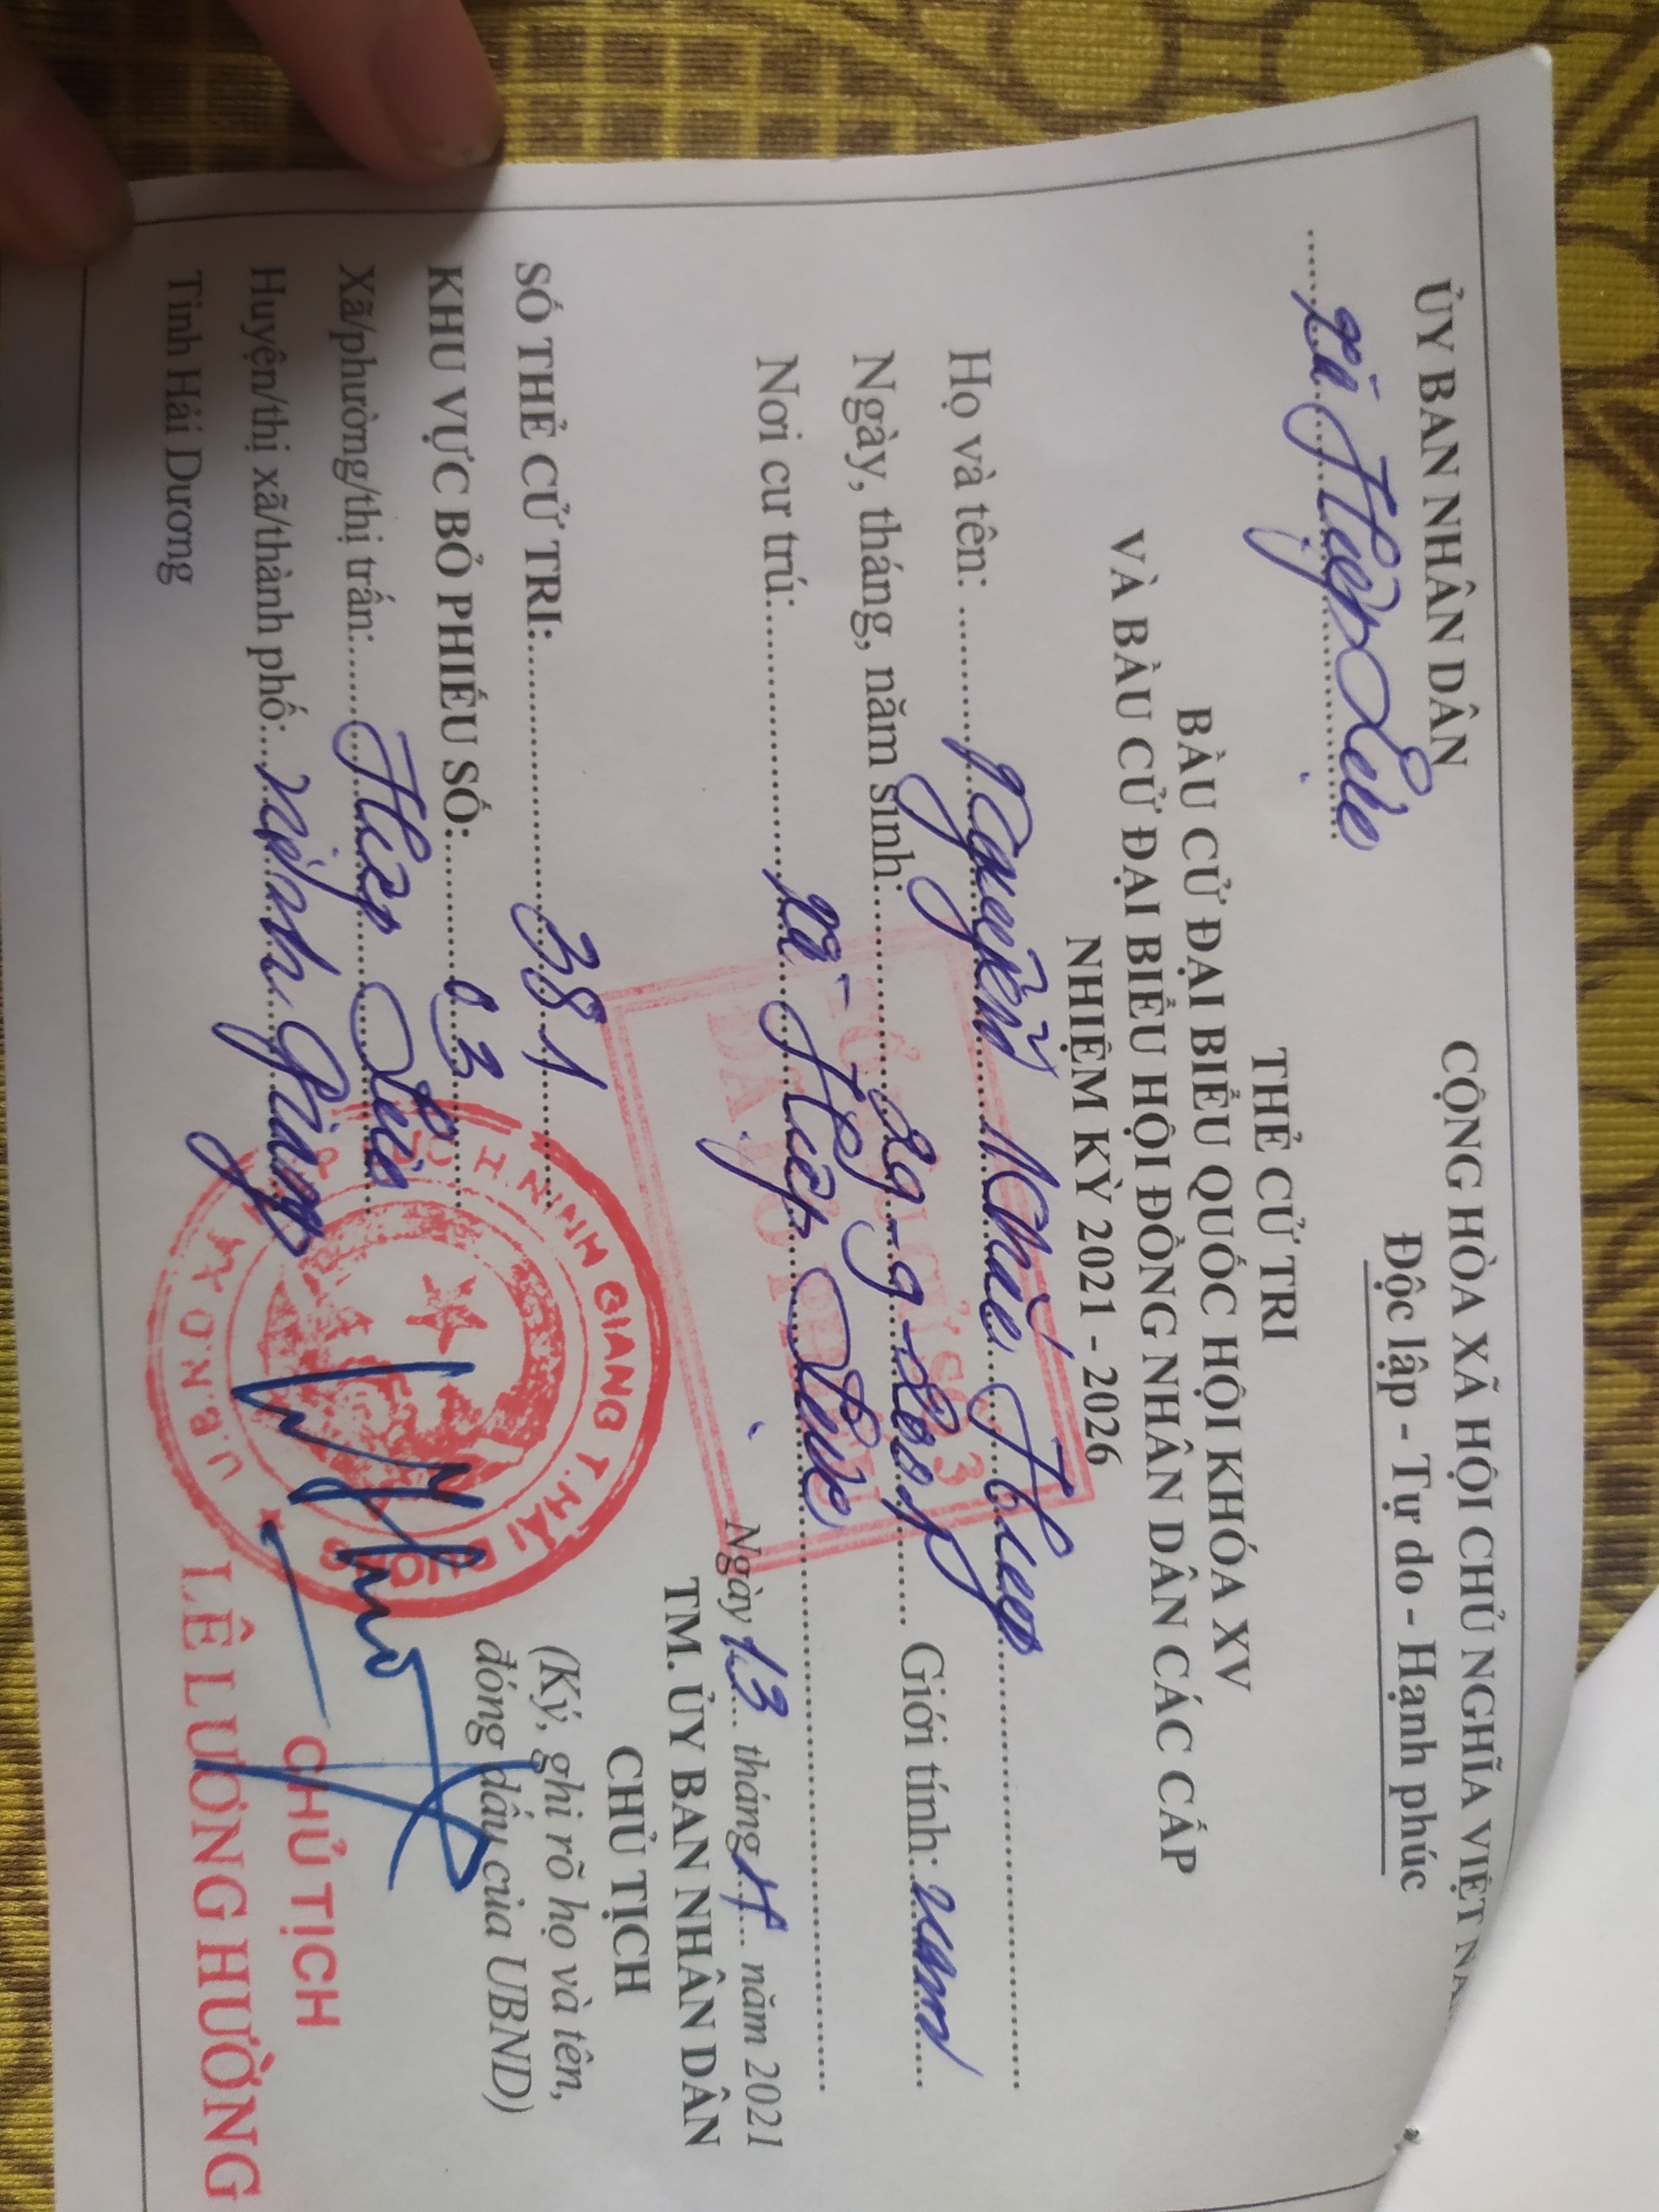 ỦY BAN NHÂN DÂN
xã Hiệp Lực
CỘNG HÒA XÃ HỘI CHỦ NGHĨA VIỆT NA
Độc lập - Tự do - Hạnh phúc
THẺ CỬ TRI
BẦU CỬ ĐẠI BIỂU QUỐC HỘI KHÓA XV
VÀ BẦU CỬ ĐẠI BIỂU HỘI ĐỒNG NHÂN DÂN CÁC CẤP
NHIỆM KỲ 2021 - 2026
Họ và tên: Nguyễn Mậu
Ngày, tháng, năm sinh: Giới tính: nam
Nơi cư trú: xã Hiệp Lực
ĐÃ BỎ PHIẾU
Ngày 13 tháng 4 năm 2021
TM. ỦY BAN NHÂN DÂN
CHỦ TỊCH
(Ký, ghi rõ họ và tên,
đóng dấu của UBND)
SỐ THẺ CỬ TRI: 381
KHU VỰC BỎ PHIẾU SỐ: 03
Xã/phường/thị trấn: Hiệp Lực
Huyện/thị xã/thành phố: Ninh Giang
Tỉnh Hải Dương
H. NINH GIANG T. HẢI DƯƠNG
U.B.N.D
CHỦ TỊCH
LÊ LƯƠNG HƯỜNG